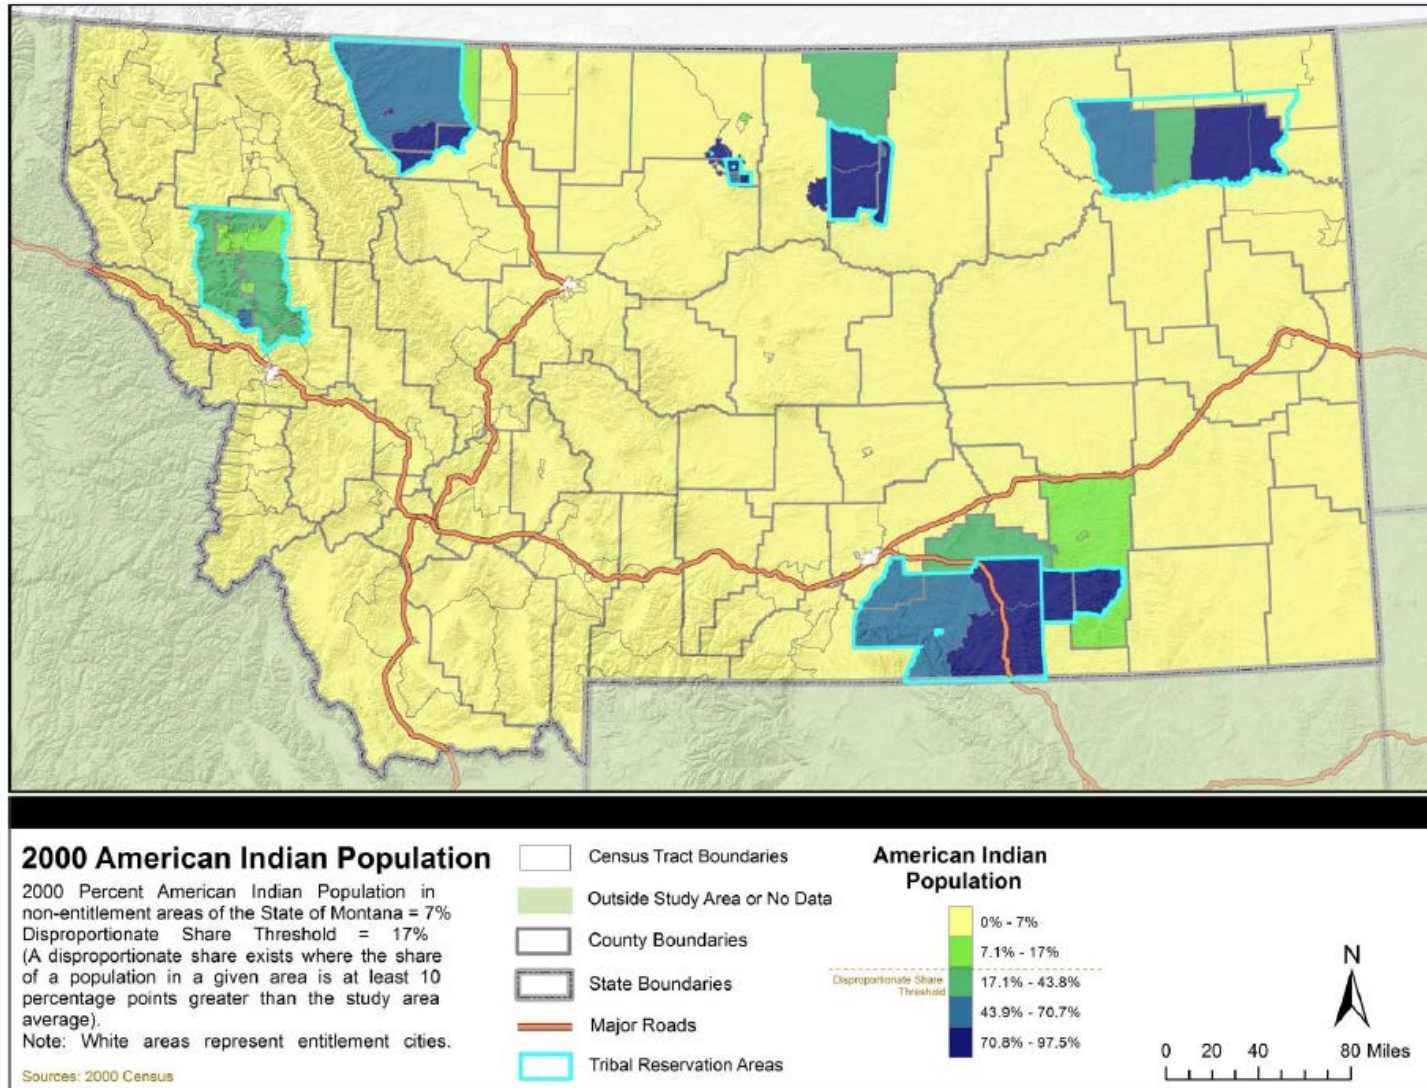 2000 American Indian Population
2000 Percent American Indian Population in
non-entitlement areas of the State of Montana = 7%
Disproportionate Share Threshold = 17%
(A disproportionate share exists where the share
of a population in a given area is at least 10
percentage points greater than the study area
average).
Note: White areas represent entitlement cities.
Sources: 2000 Census
Census Tract Boundaries
Outside Study Area or No Data
County Boundaries
State Boundaries
Major Roads
Tribal Reservation Areas
American Indian
Population
0% - 7%
7.1% - 17%
Disproportionate Share
Threshold
17.1% - 43.8%
43.9% - 70.7%
70.8% - 97.5%
N
0 20 40 80 Miles